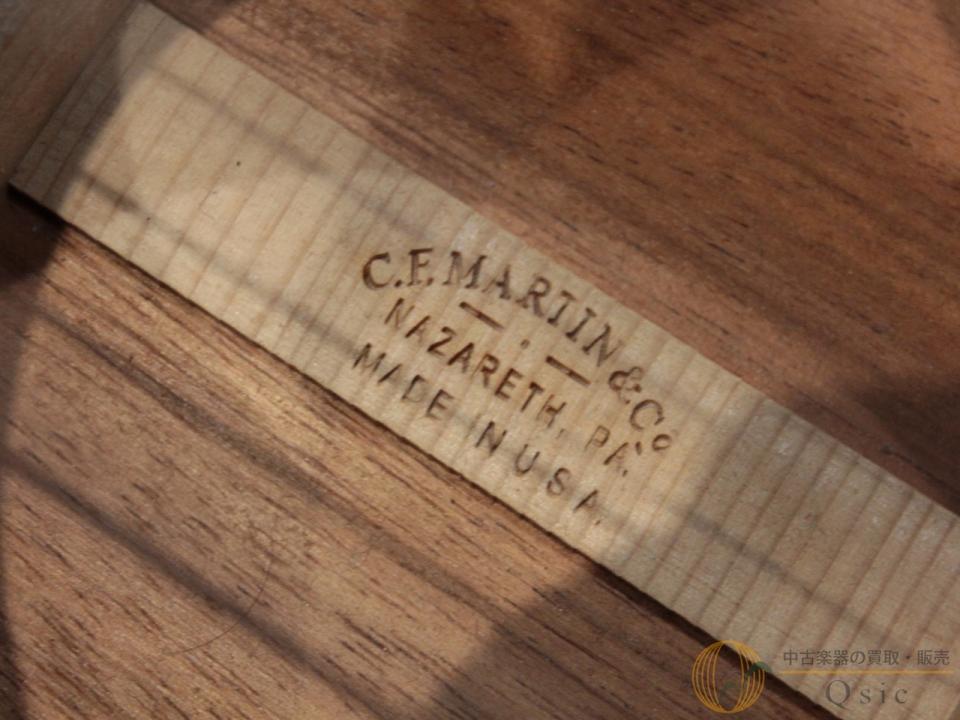 C.F. MARTIN & Co
NAZARETH, PA.
MADE IN U S A.
中古楽器の買取・販売
Qsic